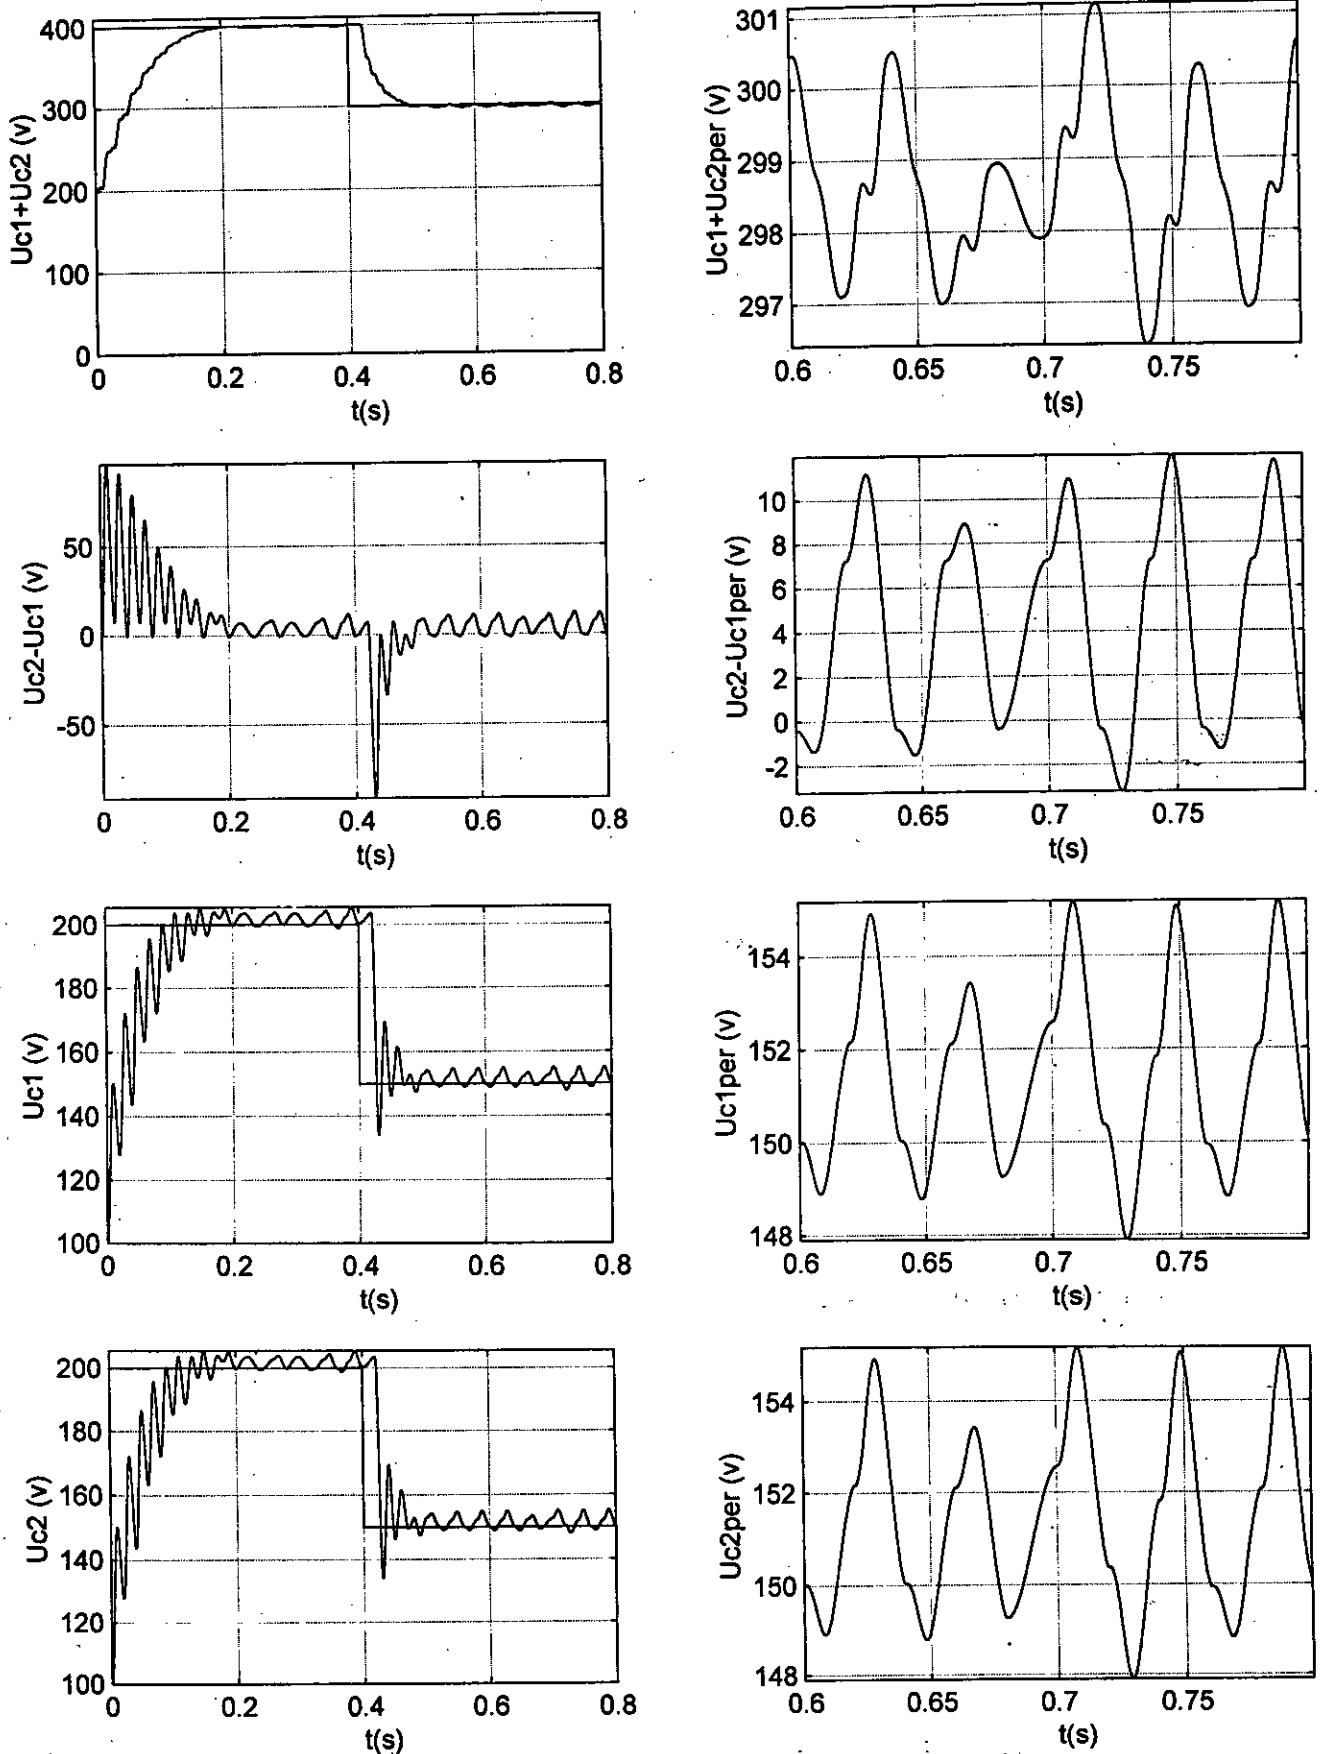 Uc1+Uc2 (v)
400
300
200
100
0
0 0.2 0.4 0.6 0.8
t(s)
Uc1+Uc2per (v)
301
300
299
298
297
0.6 0.65 0.7 0.75
t(s)
Uc2-Uc1 (v)
50
0
-50
0 0.2 0.4 0.6 0.8
t(s)
Uc2-Uc1per (v)
10
8
6
4
2
0
-2
0.6 0.65 0.7 0.75
t(s)
Uc1 (v)
200
180
160
140
120
100
0 0.2 0.4 0.6 0.8
t(s)
Uc1per (v)
154
152
150
148
0.6 0.65 0.7 0.75
t(s)
Uc2 (v)
200
180
160
140
120
100
0 0.2 0.4 0.6 0.8
t(s)
Uc2per (v)
154
152
150
148
0.6 0.65 0.7 0.75
t(s)